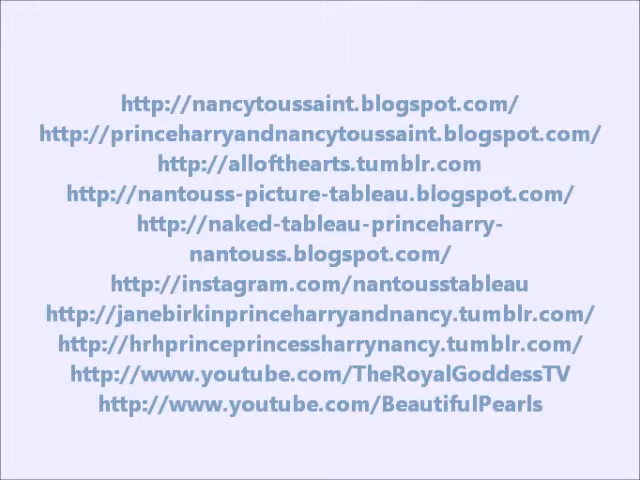 http://nancytoussaint.blogspot.com/
http://princeharryandnancytoussaint.blogspot.com/
http://allofthearts.tumblr.com
http://nantouss-picture-tableau.blogspot.com/
http://naked-tableau-princeharry-
nantouss.blogspot.com/
http://instagram.com/nantousstableau
http://janebirkinprinceharryandnancy.tumblr.com/
http://hrhprinceprincessharrynancy.tumblr.com/
http://www.youtube.com/TheRoyalGoddessTV
http://www.youtube.com/BeautifulPearls